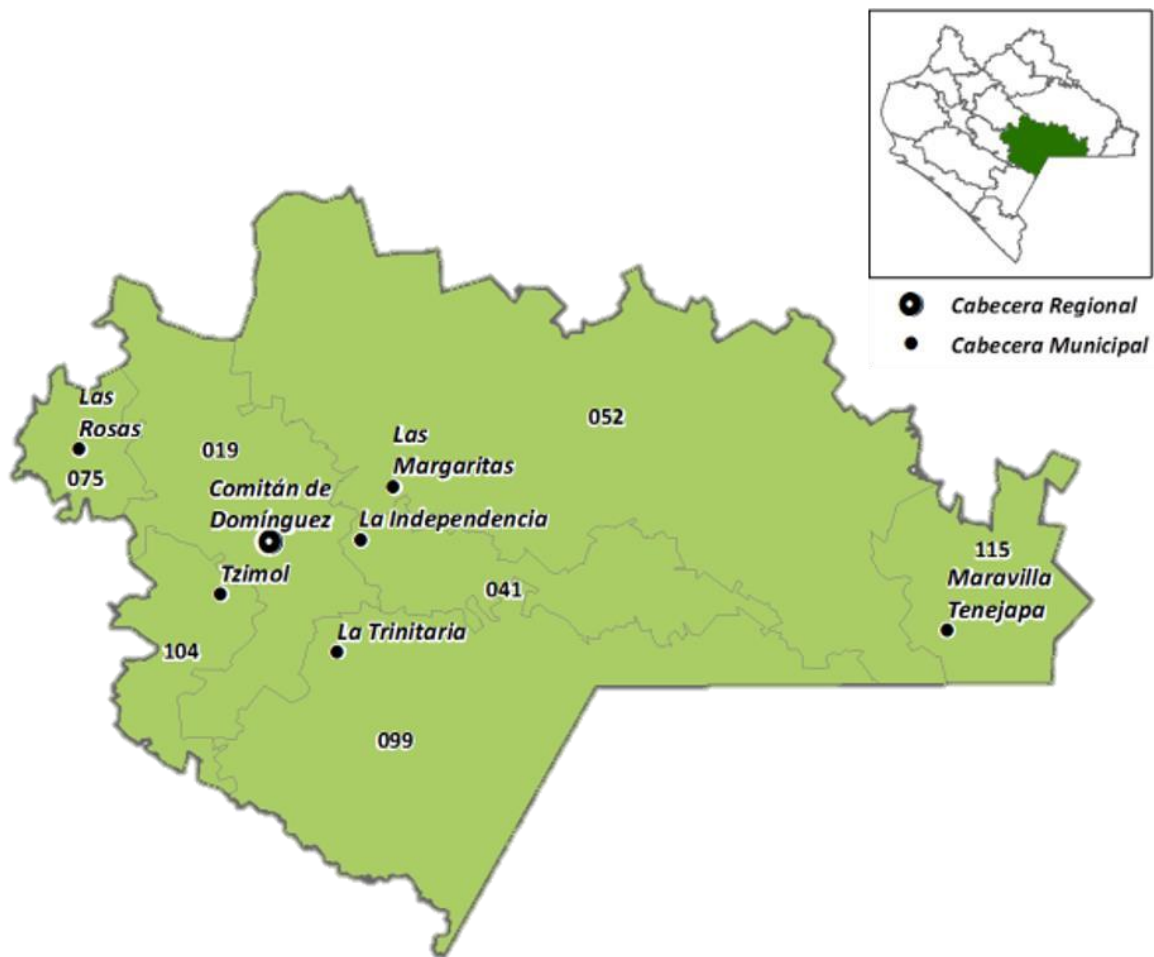 Cabecera Regional
Cabecera Municipal
Las
Rosas
075
019
Comitán de
Domínguez
Las
Margaritas
052
La Independencia
Tzimol
041
115
Maravilla
Tenejapa
La Trinitaria
104
099